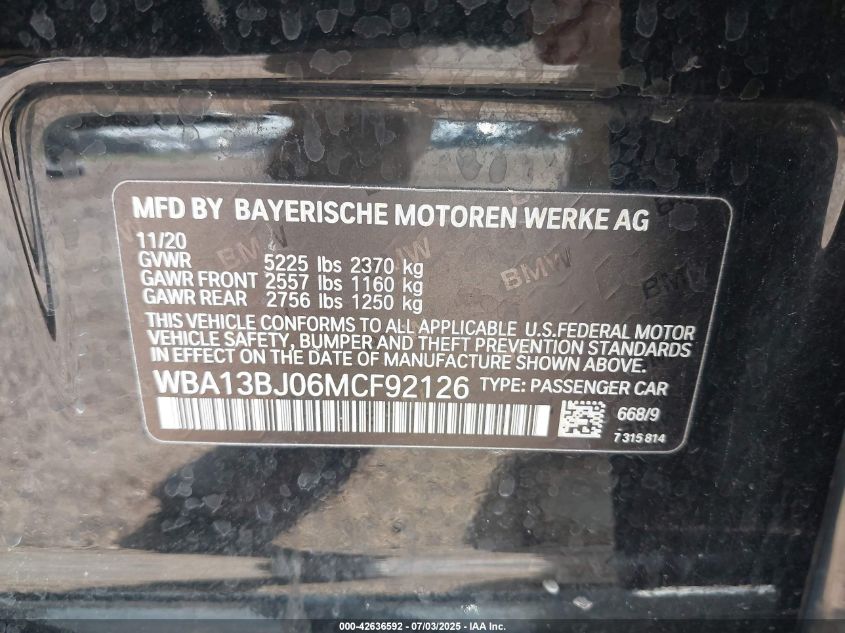 MFD BY BAYERISCHE MOTOREN WERKE AG
11/20
GVWR 5225 lbs 2370 kg
GAWR FRONT 2557 lbs 1160 kg
GAWR REAR 2756 lbs 1250 kg
THIS VEHICLE CONFORMS TO ALL APPLICABLE U.S.FEDERAL MOTOR
VEHICLE SAFETY, BUMPER AND THEFT PREVENTION STANDARDS
IN EFFECT ON THE DATE OF MANUFACTURE SHOWN ABOVE.
WBA13BJ06MCF92126 TYPE: PASSENGER CAR
668/9
7 315 814
BMW
BMW
BMW
000-42636592 - 07/03/2025 - IAA Inc.